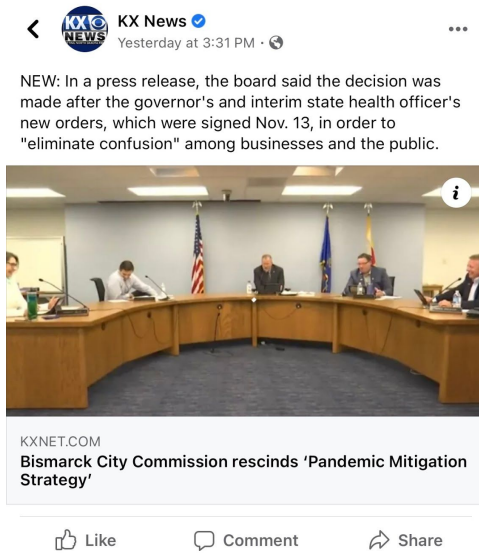 KX
NEWS
KX News
Yesterday at 3:31 PM ·
NEW: In a press release, the board said the decision was
made after the governor's and interim state health officer's
new orders, which were signed Nov. 13, in order to
"eliminate confusion" among businesses and the public.
i
KXNET.COM
Bismarck City Commission rescinds ‘Pandemic Mitigation
Strategy’
Like
Comment
Share